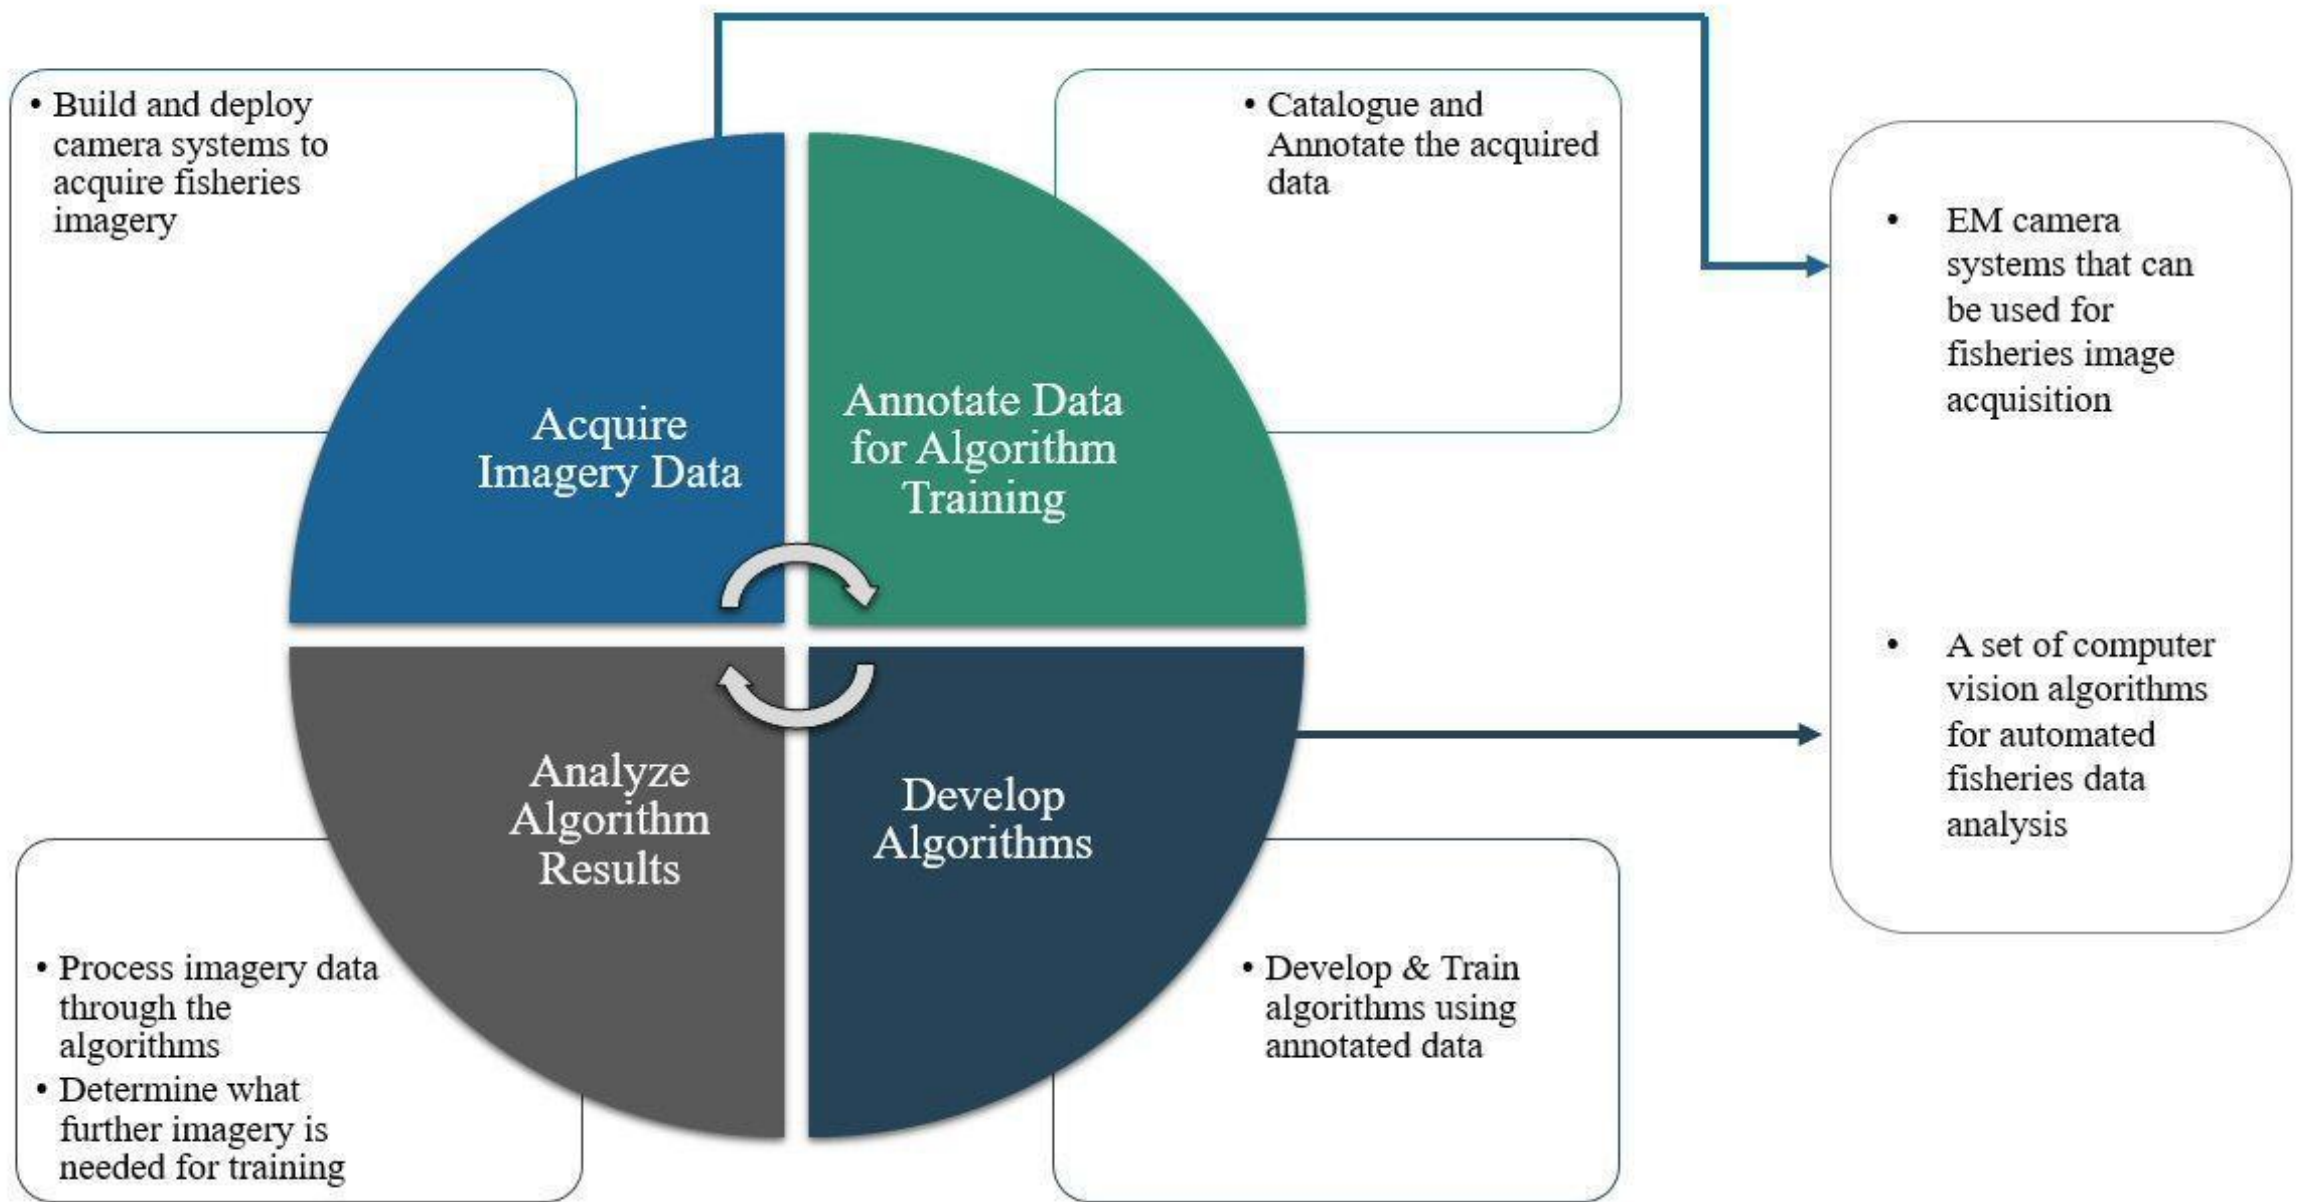 • Build and deploy
camera systems to
acquire fisheries
imagery
• Catalogue and
Annotate the acquired
data
Acquire
Imagery Data
Annotate Data
for Algorithm
Training
Analyze
Algorithm
Results
Develop
Algorithms
• Process imagery data
through the
algorithms
• Determine what
further imagery is
needed for training
• Develop & Train
algorithms using
annotated data
• EM camera
systems that can
be used for
fisheries image
acquisition
• A set of computer
vision algorithms
for automated
fisheries data
analysis